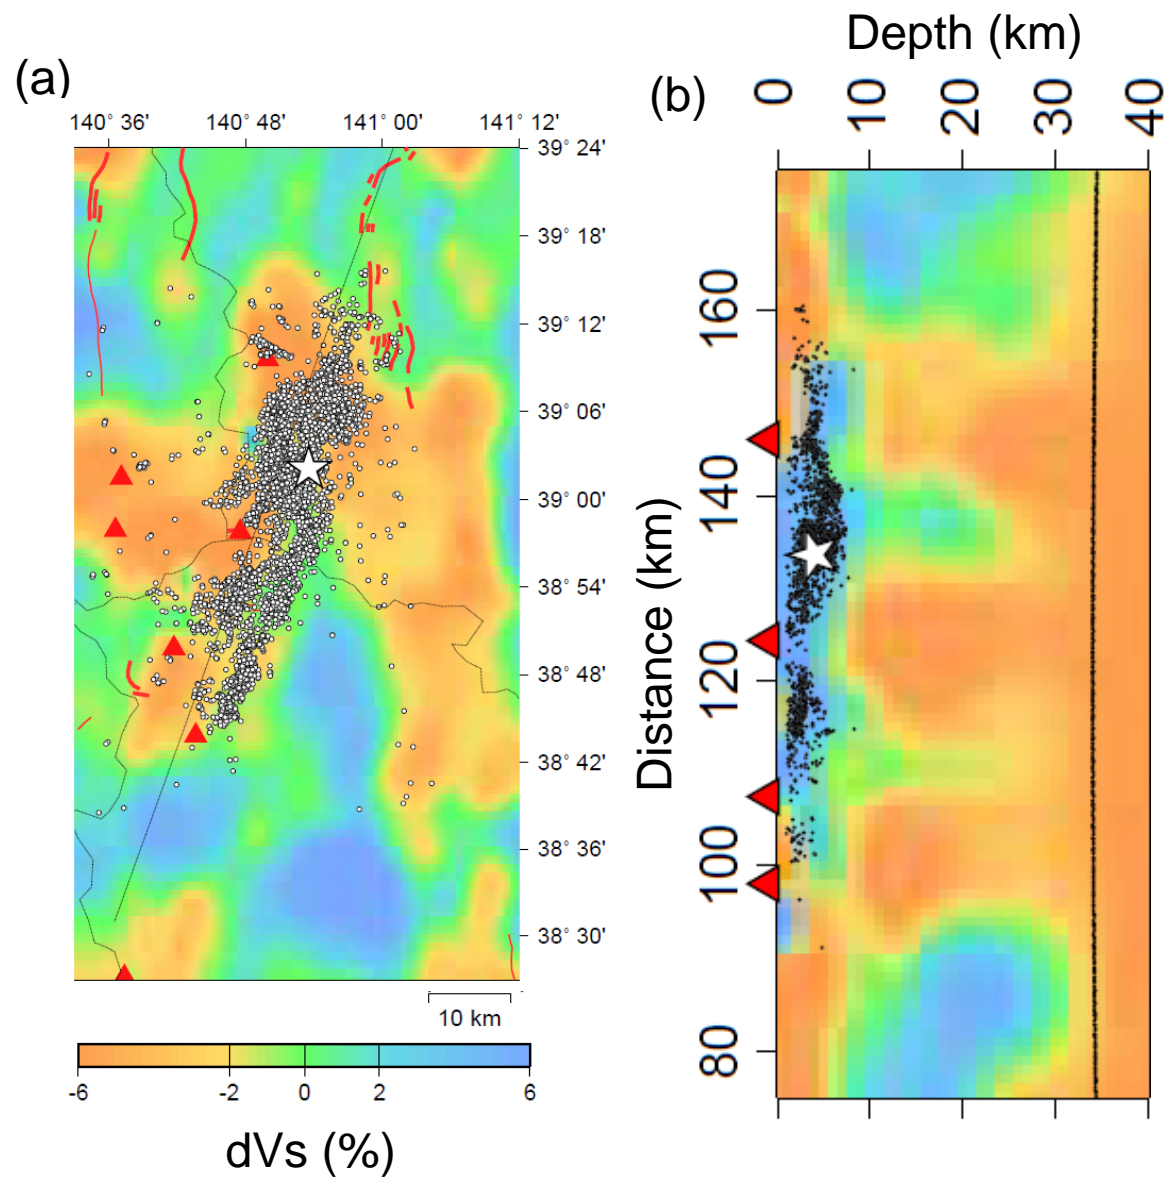 (a)
140° 36' 140° 48' 141° 00' 141° 12'
39° 24'
39° 18'
39° 12'
39° 06'
39° 00'
38° 54'
38° 48'
38° 42'
38° 36'
38° 30'
10 km
-6 -2 0 2 6
dVs (%)
(b)
Depth (km)
0 10 20 30 40
160
140
120
100
80
Distance (km)